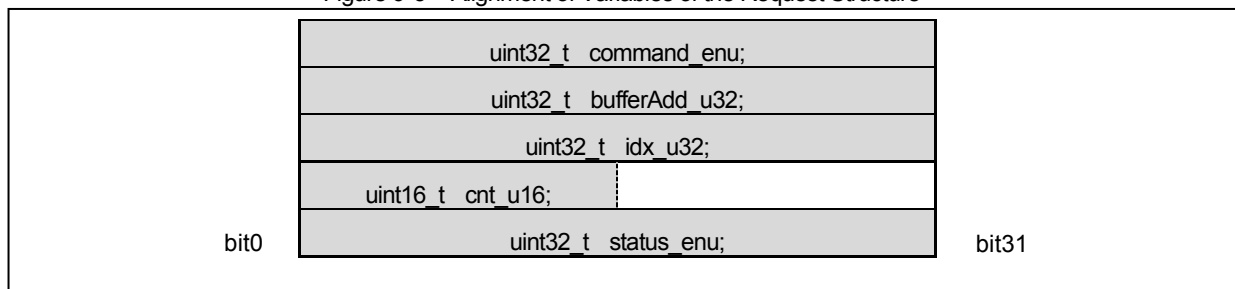 uint32_t command_enu;
uint32_t bufferAdd_u32;
uint32_t idx_u32;
uint16_t cnt_u16;
bit0 uint32_t status_enu; bit31